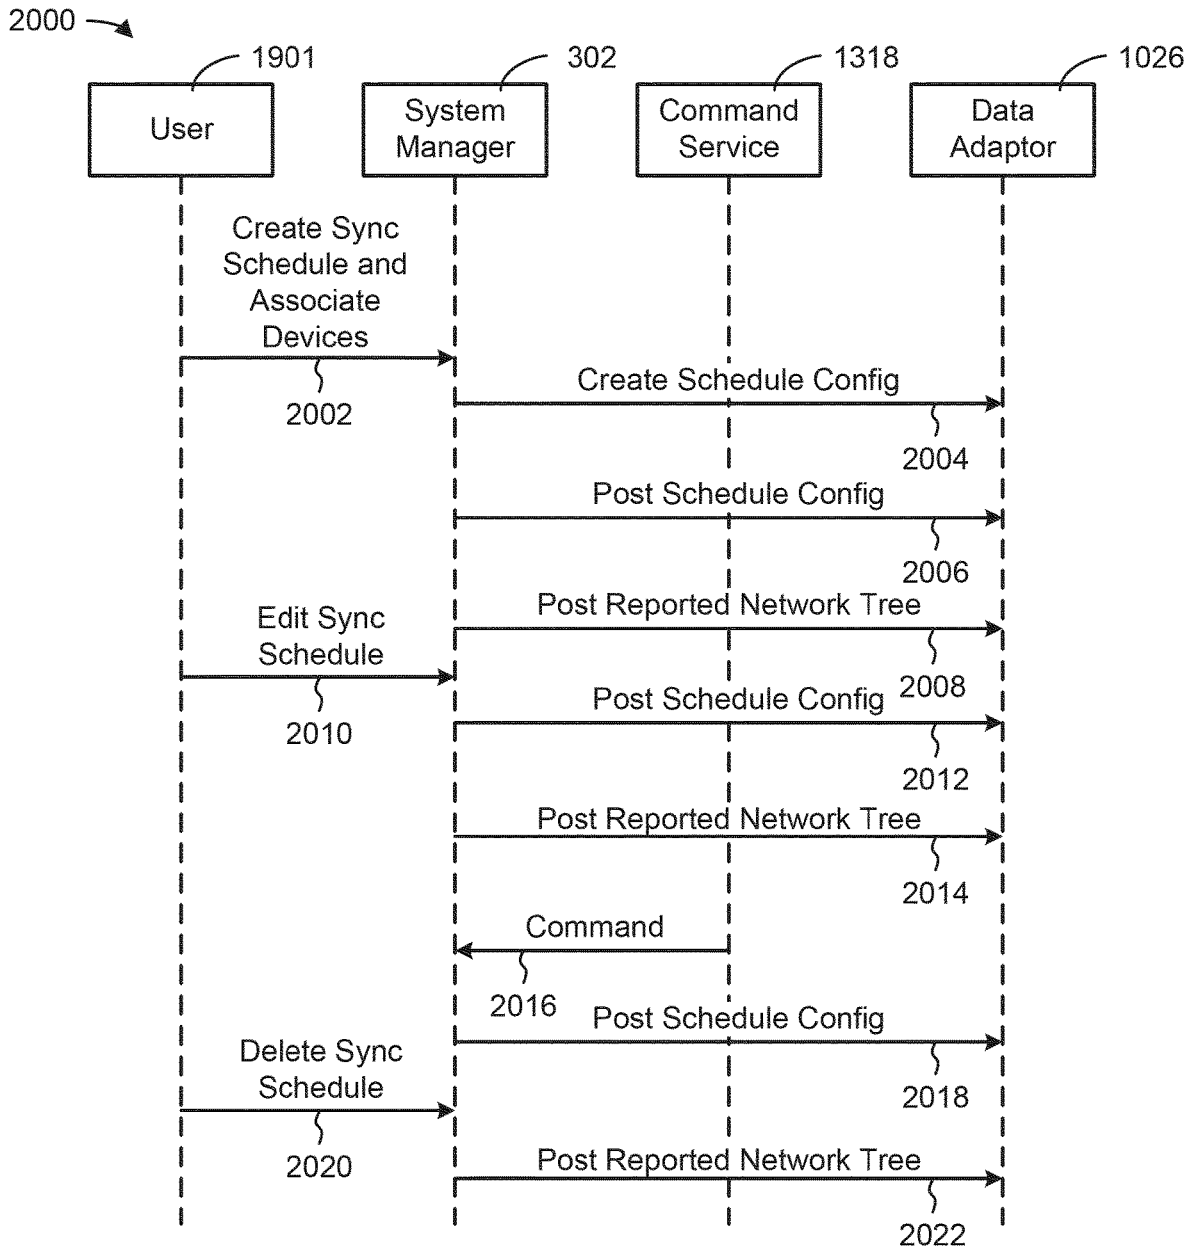 2000
1901
302
1318
1026
User
System
Manager
Command
Service
Data
Adaptor
Create Sync
Schedule and
Associate
Devices
2002
Create Schedule Config
2004
Post Schedule Config
2006
Post Reported Network Tree
2008
Edit Sync
Schedule
2010
Post Schedule Config
2012
Post Reported Network Tree
2014
Command
2016
Post Schedule Config
2018
Delete Sync
Schedule
2020
Post Reported Network Tree
2022